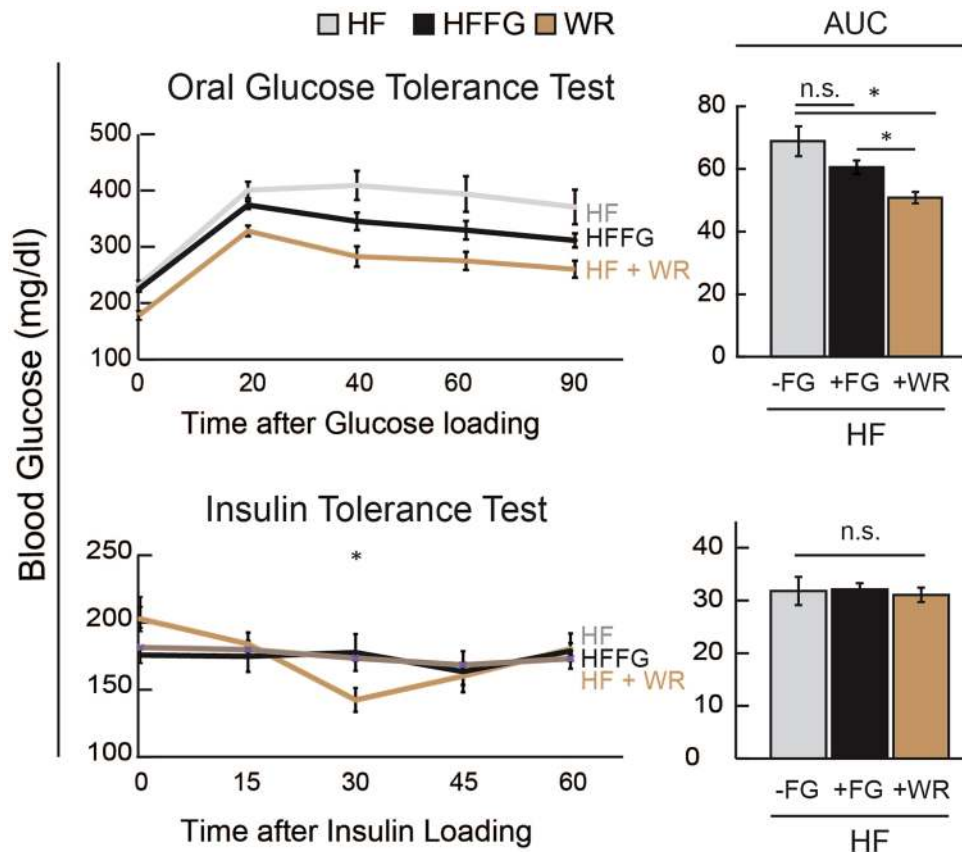 HF HFFG WR
AUC
Blood Glucose (mg/dl)
Oral Glucose Tolerance Test
500
400
300
200
100
0 20 40 60 90
HF
HFFG
HF + WR
Time after Glucose loading
80
60
40
20
0
n.s.
*
*
-FG +FG +WR
HF
Insulin Tolerance Test
250
200
150
100
*
0 15 30 45 60
HF
HFFG
HF + WR
Time after Insulin Loading
40
30
20
10
0
n.s.
-FG +FG +WR
HF